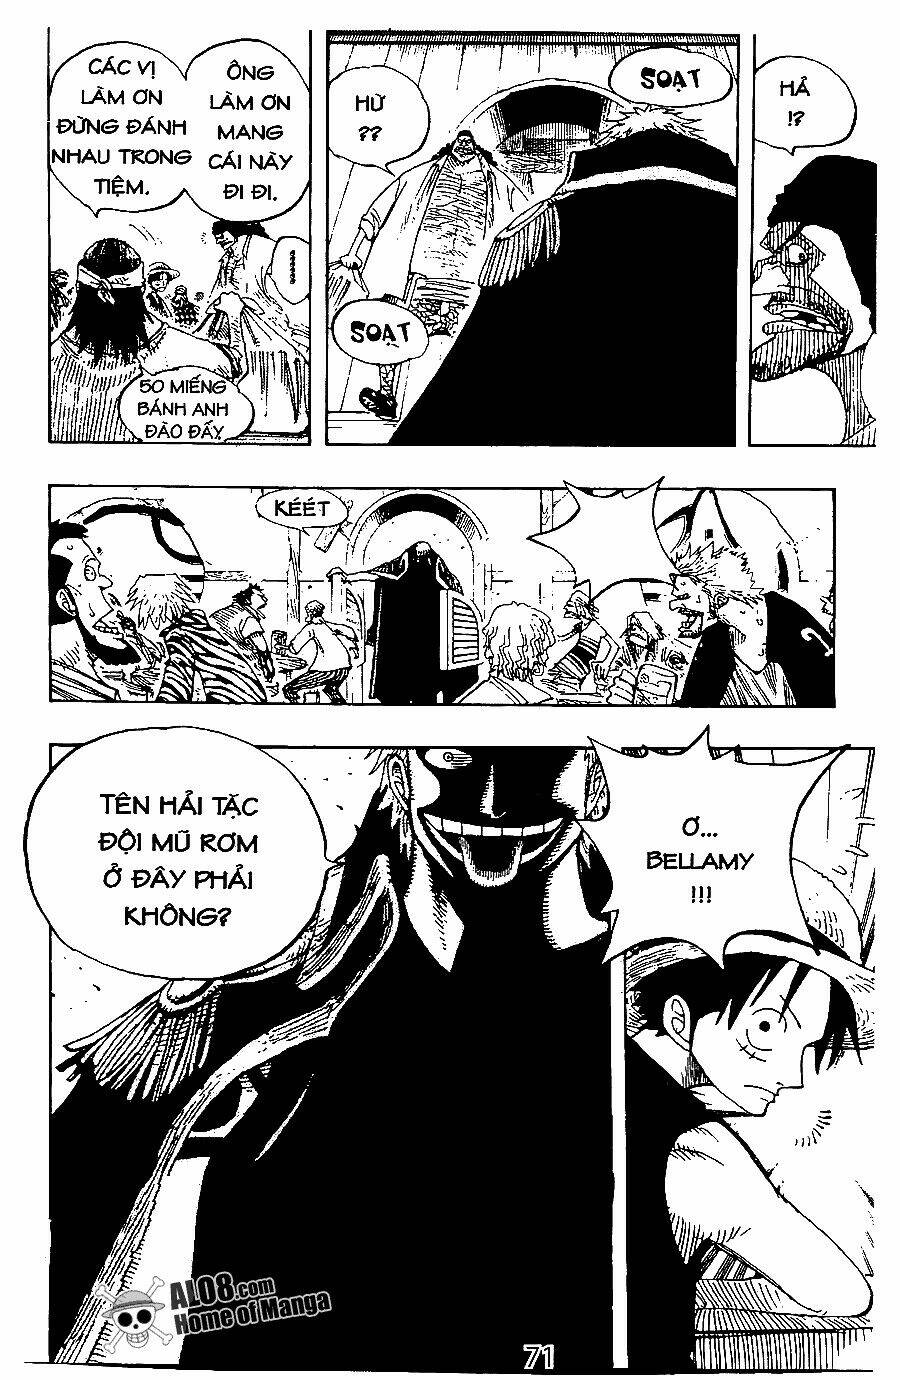 CÁC VỊ
LÀM ƠN
ĐỪNG ĐÁNH
NHAU TRONG
TIỆM.
ÔNG
LÀM ƠN
MANG
CÁI NÀY
ĐI ĐI.
50 MIẾNG
BÁNH ANH
ĐÀO ĐẤY
HỪ
??
SOẠT
SOẠT
HẢ
!?
KÉÉT
TÊN HẢI TẶC
ĐỘI MŨ RƠM
Ở ĐÂY PHẢI
KHÔNG?
Ơ...
BELLAMY
!!!
ALO8.com
Home of Manga
71